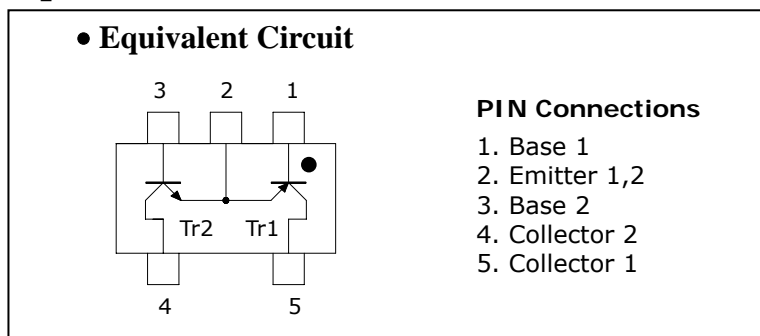 • Equivalent Circuit
3 2 1
Tr2 Tr1
4 5
PIN Connections
1. Base 1
2. Emitter 1,2
3. Base 2
4. Collector 2
5. Collector 1